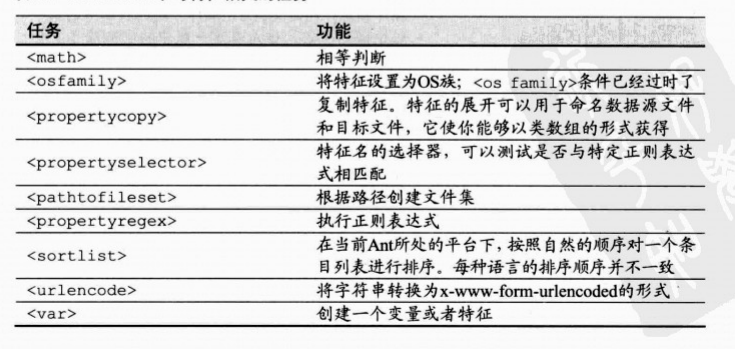 任务 功能
<math> 相等判断
<osfamily> 将特征设置为OS族；<os family>条件已经过时了
<propertycopy> 复制特征。特征的展开可以用于命名数据源文件
和目标文件，它使你能够以类数组的形式获得
<propertyselector> 特征名的选择器，可以测试是否与特定正则表达
式相匹配
<pathtofileset> 根据路径创建文件集
<propertyregex> 执行正则表达式
<sortlist> 在当前Ant所处的平台下，按照自然的顺序对一个条
目列表进行排序。每种语言的排序顺序并不一致
<urlencode> 将字符串转换为x-www-form-urlencoded的形式
<var> 创建一个变量或者特征